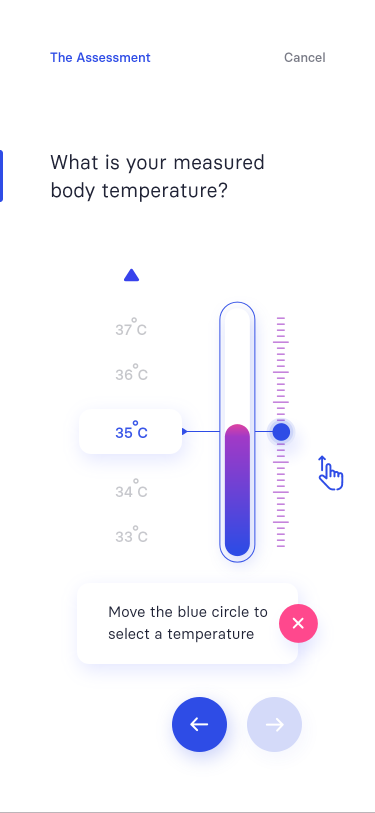 The Assessment
Cancel
What is your measured
body temperature?
37°C
36°C
35°C
34°C
33°C
Move the blue circle to
select a temperature